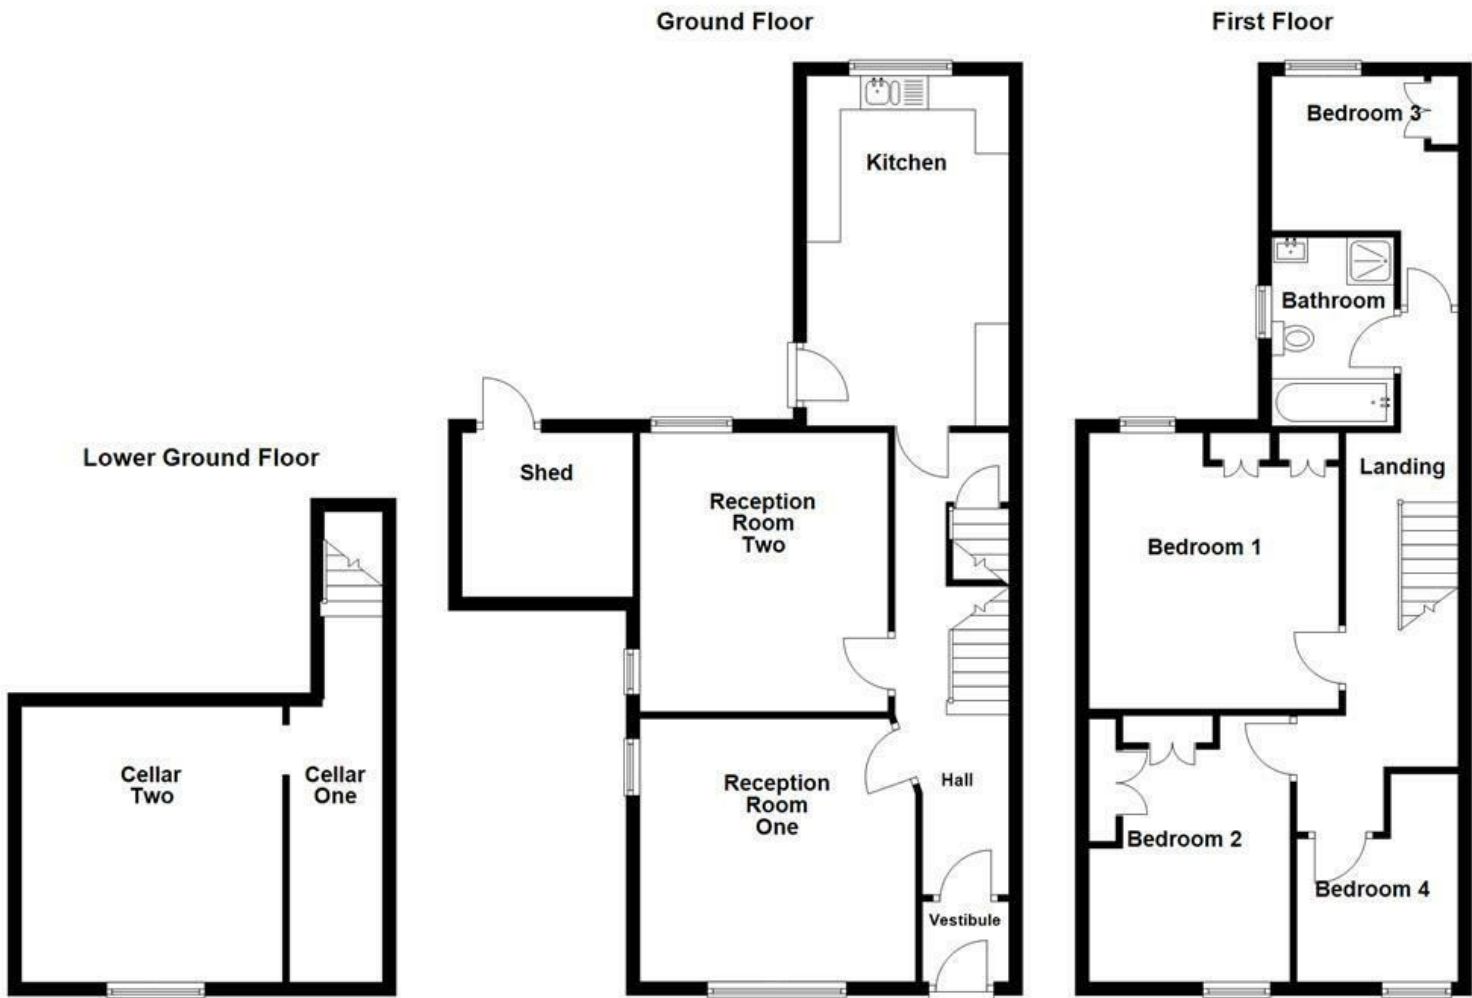 Ground Floor
First Floor
Lower Ground Floor
Kitchen
Shed
Reception
Room
Two
Reception
Room
One
Hall
Vestibule
Cellar
Two
Cellar
One
Bedroom 3
Bathroom
Landing
Bedroom 1
Bedroom 2
Bedroom 4